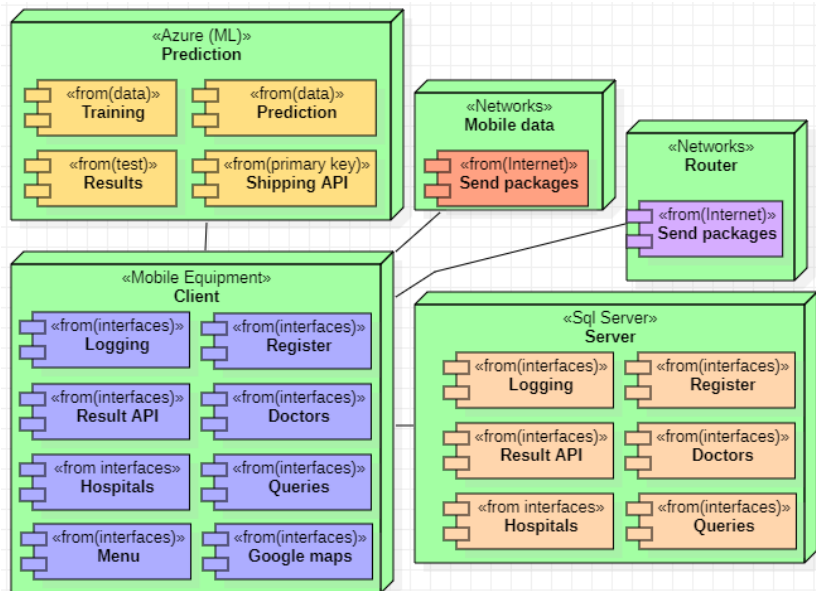 «Azure (ML)»
Prediction
«from(data)»
Training
«from(data)»
Prediction
«from(test)»
Results
«from(primary key)»
Shipping API
«Networks»
Mobile data
«from(Internet)»
Send packages
«Networks»
Router
«from(Internet)»
Send packages
«Mobile Equipment»
Client
«from(interfaces)»
Logging
«from(interfaces)»
Register
«from(interfaces)»
Result API
«from(interfaces)»
Doctors
«from interfaces»
Hospitals
«from(interfaces)»
Queries
«from(interfaces)»
Menu
«from(interfaces)»
Google maps
«Sql Server»
Server
«from(interfaces)»
Logging
«from(interfaces)»
Register
«from(interfaces)»
Result API
«from(interfaces)»
Doctors
«from interfaces»
Hospitals
«from(interfaces)»
Queries